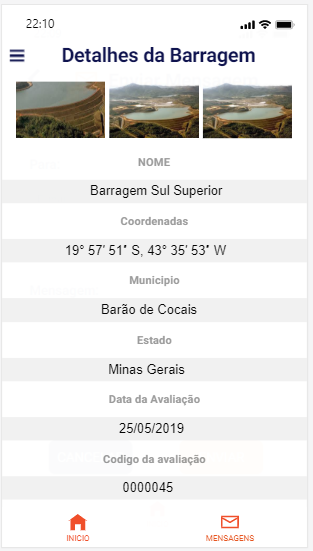 22:10
Detalhes da Barragem
NOME
Barragem Sul Superior
Coordenadas
19° 57′ 51″ S, 43° 35′ 53″ W
Municipio
Barão de Cocais
Estado
Minas Gerais
Data da Avaliação
25/05/2019
Codigo da avaliação
0000045
INICIO
MENSAGENS